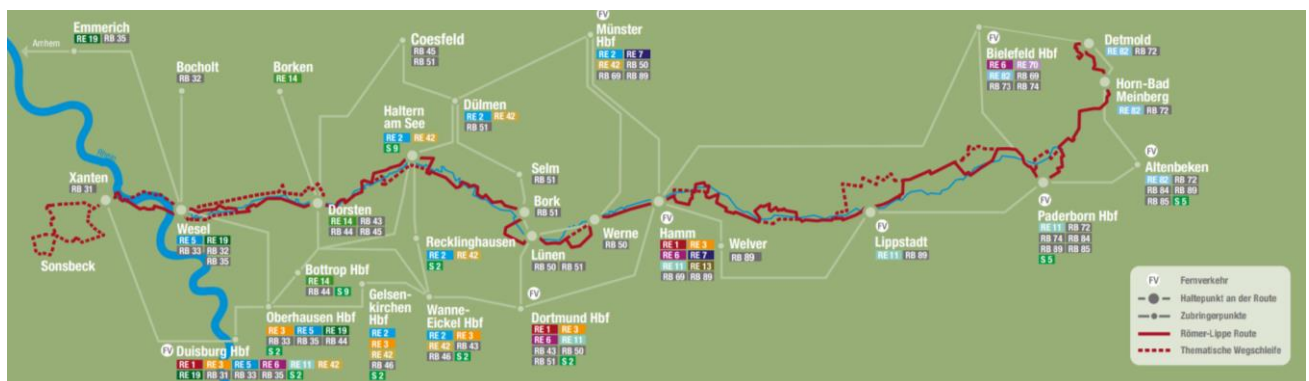 Emmerich
RE 19 RB 35
Arnhem
Bocholt
RB 32
Borken
RE 14
Coesfeld
RB 45
RB 51
FV
Münster
Hbf
RE 2 RE 7
RE 42 RB 50
RB 69 RB 89
Dülmen
RE 2 RE 42
RB 51
Haltern
am See
RE 2 RE 42
S 9
FV
Bielefeld Hbf
RE 6 RE 70
RE 82 RB 69
RB 73 RB 74
Detmold
RE 82 RB 72
Horn-Bad
Meinberg
RE 82 RB 72
FV
Altenbeken
RE 82 RB 72
RB 84 RB 89
RB 85 S 5
Xanten
RB 31
Sonsbeck
Wesel
RE 5 RE 19
RB 33 RB 32
RB 35
Dorsten
RE 14 RB 43
RB 44 RB 45
Selm
RB 51
Bork
RB 51
Lünen
RB 50 RB 51
Werne
RB 50
FV
Hamm
RE 1 RE 3
RE 6 RE 7
RE 11 RE 13
RB 69 RB 89
Welver
RB 89
Lippstadt
RE 11 RB 89
FV
Paderborn Hbf
RE 11 RB 72
RB 74 RB 84
RB 89 RB 85
S 5
Recklinghausen
RE 2 RE 42
S 2
Bottrop Hbf
RE 14
RB 44 S 9
Oberhausen Hbf
RE 3 RE 5 RE 19
RB 33 RB 35 RB 44
S 2
Gelsen-
kirchen
Hbf
RE 2
RE 3
RE 42
RB 46
S 2
Wanne-
Eickel Hbf
RE 2 RE 3
RE 42 RB 43
RB 46 S 2
FV
Dortmund Hbf
RE 1 RE 3
RE 6 RE 11
RB 43 RB 50
RB 51 S 2
FV Duisburg Hbf
RE 1 RE 3 RE 5 RE 6 RE 11 RE 42
RE 19 RB 31 RB 33 RB 35 S 2
FV Fernverkehr
Haltepunkt an der Route
Zubringerpunkte
Römer-Lippe Route
Thematische Wegschleife